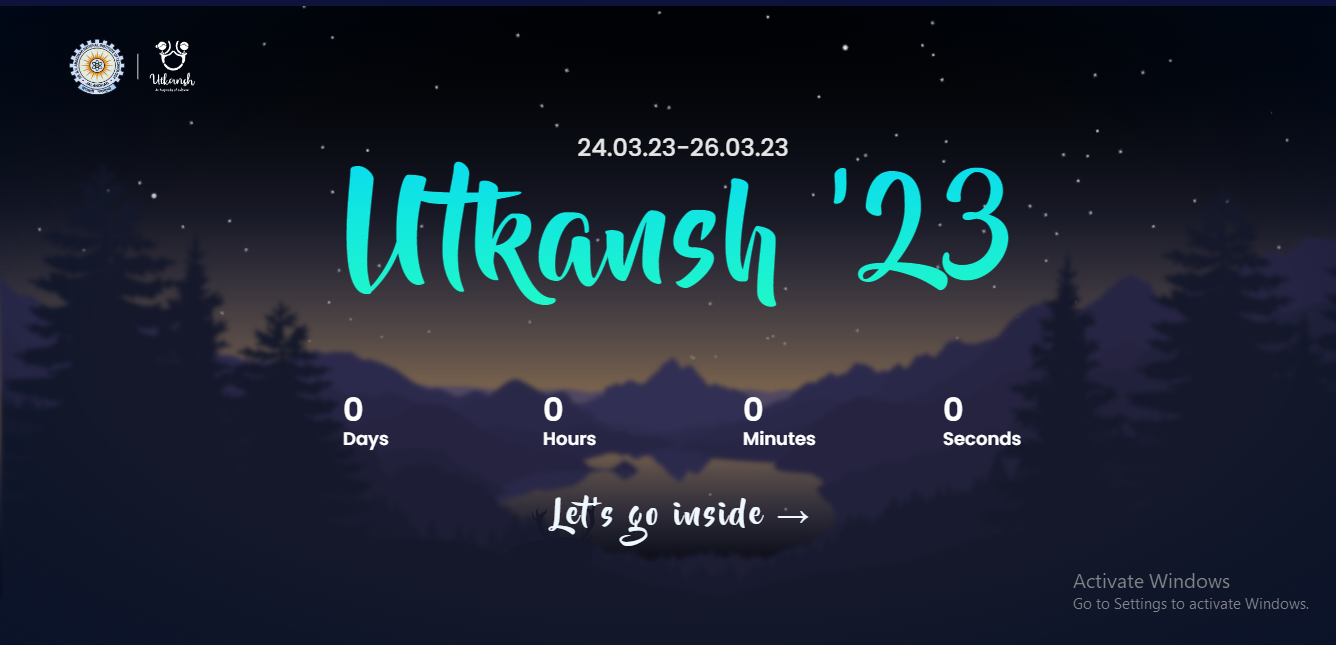 Utkansh
24.03.23-26.03.23
Utkansh '23
0 0 0 0
Days Hours Minutes Seconds
Let's go inside →
Activate Windows
Go to Settings to activate Windows.